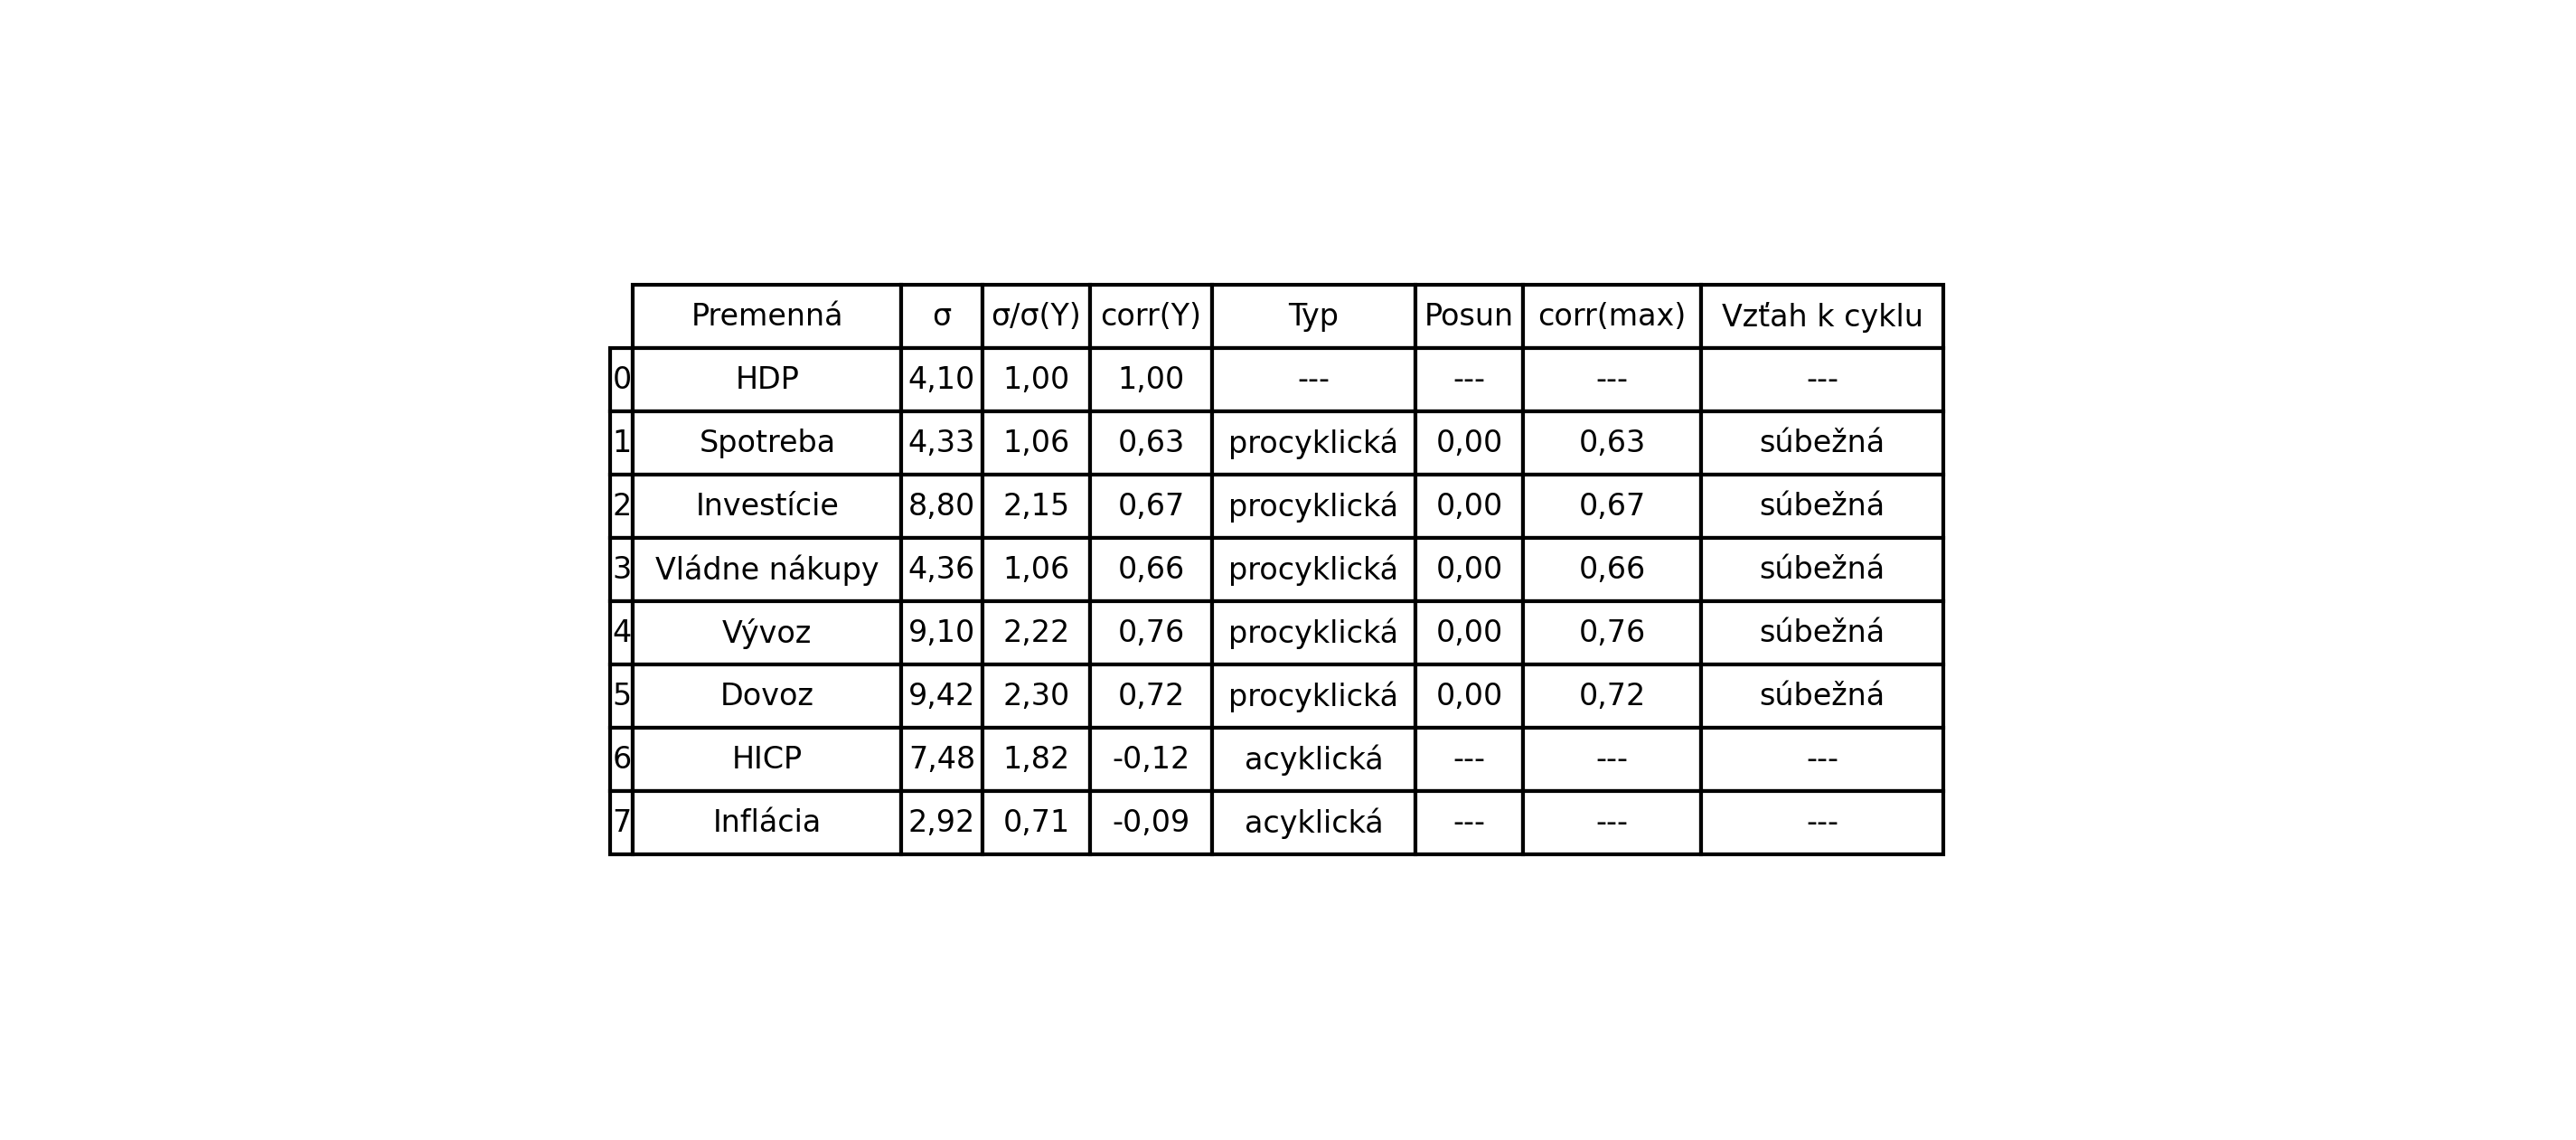 Premenná σ σ/σ(Y) corr(Y) Typ Posun corr(max) Vzťah k cyklu
0 HDP 4,10 1,00 1,00 --- --- --- ---
1 Spotreba 4,33 1,06 0,63 procyklická 0,00 0,63 súbežná
2 Investície 8,80 2,15 0,67 procyklická 0,00 0,67 súbežná
3 Vládne nákupy 4,36 1,06 0,66 procyklická 0,00 0,66 súbežná
4 Vývoz 9,10 2,22 0,76 procyklická 0,00 0,76 súbežná
5 Dovoz 9,42 2,30 0,72 procyklická 0,00 0,72 súbežná
6 HICP 7,48 1,82 -0,12 acyklická --- --- ---
7 Inflácia 2,92 0,71 -0,09 acyklická --- --- ---